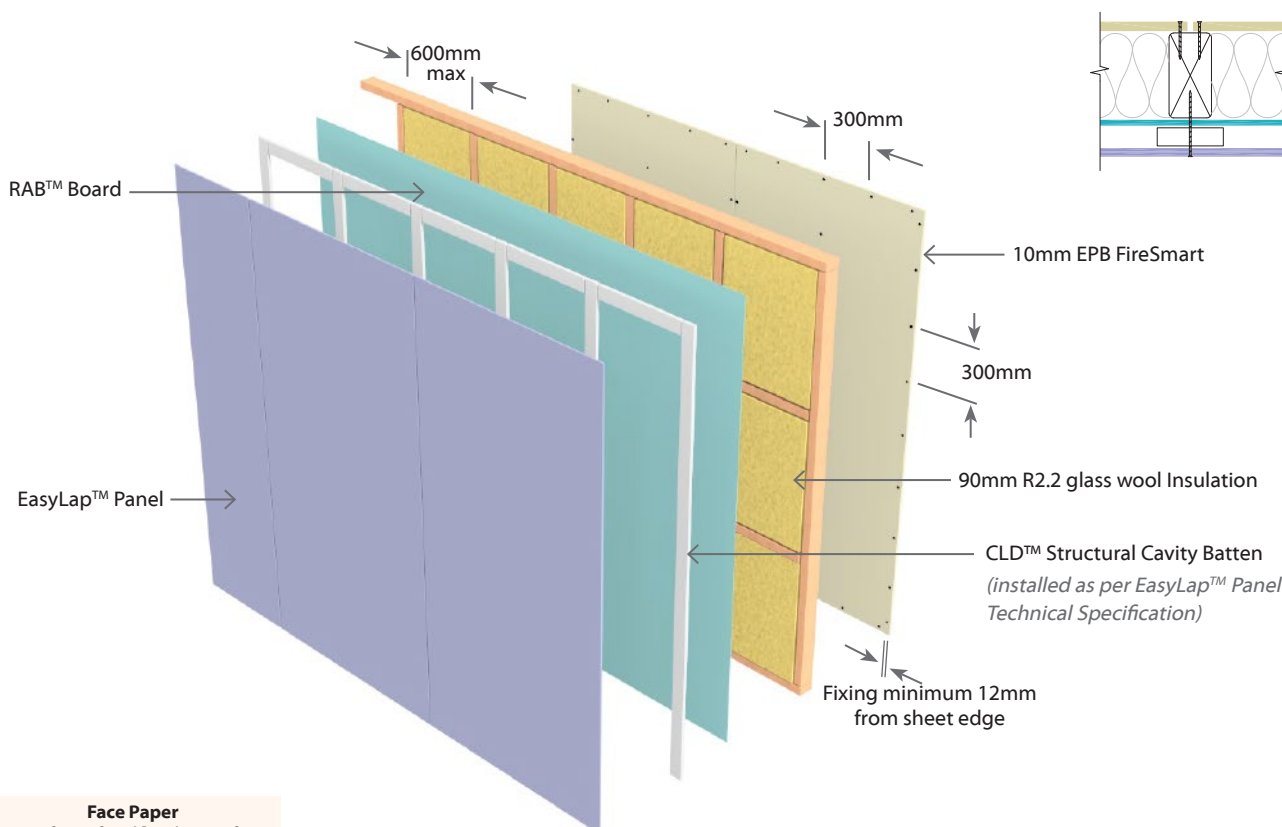 600mm
max
300mm
RAB™ Board
10mm EPB FireSmart
300mm
90mm R2.2 glass wool Insulation
EasyLap™ Panel
CLD™ Structural Cavity Batten
(installed as per EasyLap™ Panel
Technical Specification)
Fixing minimum 12mm
from sheet edge
Face Paper